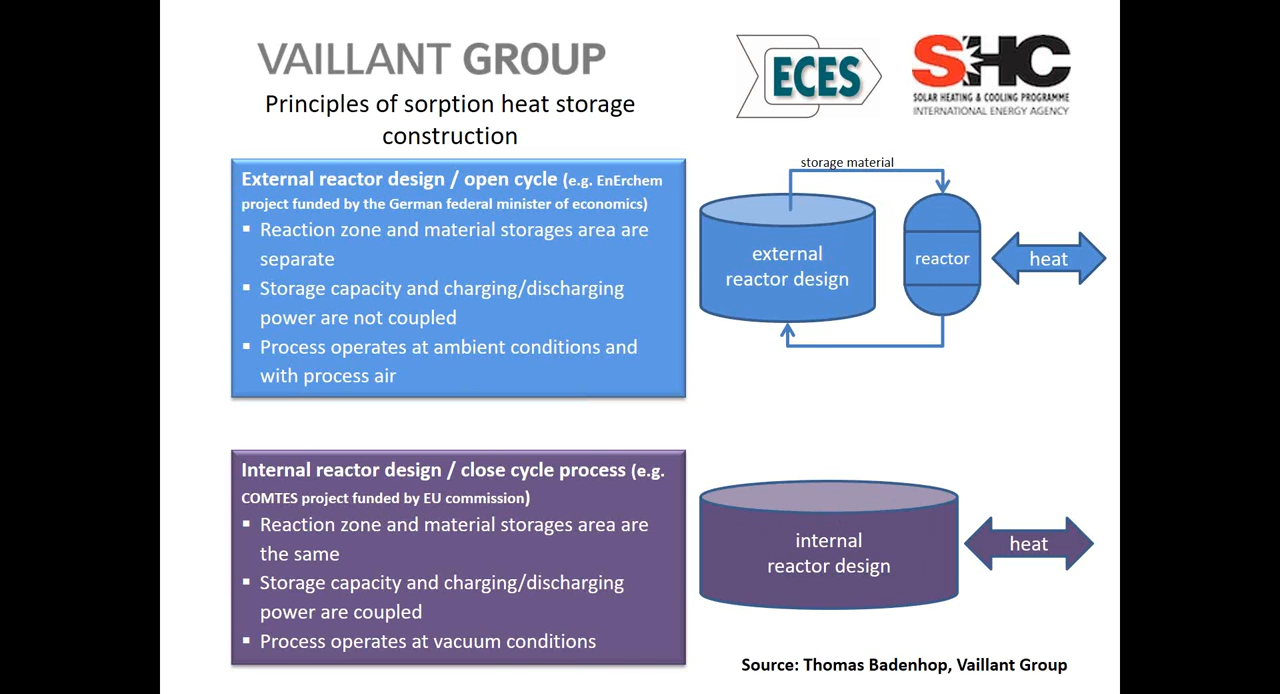 VAILLANT GROUP
Principles of sorption heat storage
construction
ECES
SHC
SOLAR HEATING & COOLING PROGRAMME
INTERNATIONAL ENERGY AGENCY
External reactor design / open cycle (e.g. EnErchem
project funded by the German federal minister of economics)
▪ Reaction zone and material storages area are
separate
▪ Storage capacity and charging/discharging
power are not coupled
▪ Process operates at ambient conditions and
with process air
storage material
external
reactor design
reactor
heat
Internal reactor design / close cycle process (e.g.
COMTES project funded by EU commission)
▪ Reaction zone and material storages area are
the same
▪ Storage capacity and charging/discharging
power are coupled
▪ Process operates at vacuum conditions
internal
reactor design
heat
Source: Thomas Badenhop, Vaillant Group